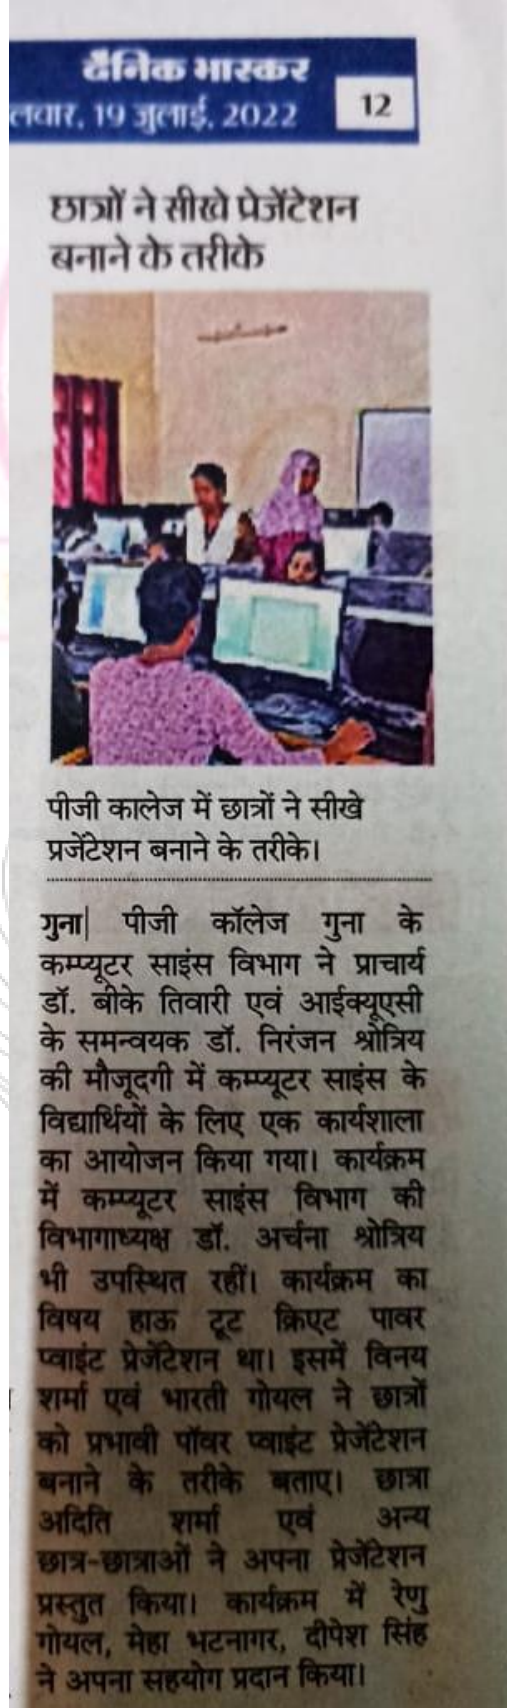 दैनिक भास्कर
लवार, 19 जुलाई, 2022
12
छात्रों ने सीखे प्रेजेंटेशन
बनाने के तरीके
पीजी कालेज में छात्रों ने सीखे
प्रजेंटेशन बनाने के तरीके।
गुना| पीजी कॉलेज गुना के
कम्प्यूटर साइंस विभाग ने प्राचार्य
डॉ. बीके तिवारी एवं आईक्यूएसी
के समन्वयक डॉ. निरंजन श्रोत्रिय
की मौजूदगी में कम्प्यूटर साइंस के
विद्यार्थियों के लिए एक कार्यशाला
का आयोजन किया गया। कार्यक्रम
में कम्प्यूटर साइंस विभाग की
विभागाध्यक्ष डॉ. अर्चना श्रोत्रिय
भी उपस्थित रहीं। कार्यक्रम का
विषय हाऊ टूट क्रिएट पावर
प्वाइंट प्रेजेंटेशन था। इसमें विनय
शर्मा एवं भारती गोयल ने छात्रों
को प्रभावी पॉवर प्वाइंट प्रेजेंटेशन
बनाने के तरीके बताए। छात्रा
अदिति शर्मा एवं अन्य
छात्र-छात्राओं ने अपना प्रेजेंटेशन
प्रस्तुत किया। कार्यक्रम में रेणु
गोयल, मेहा भटनागर, दीपेश सिंह
ने अपना सहयोग प्रदान किया।